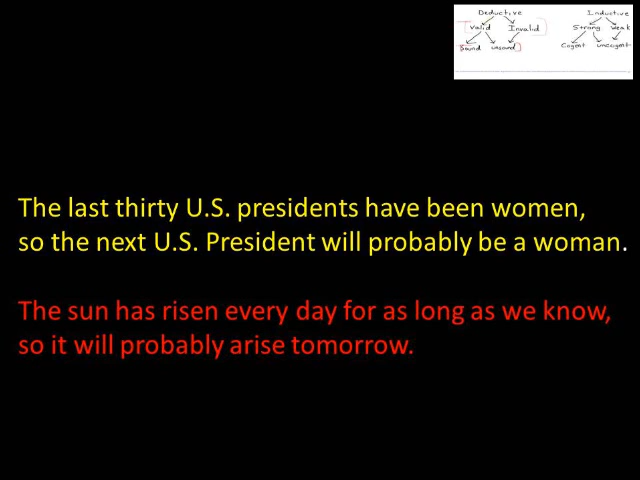 Deductive Inductive
Valid Invalid Strong Weak
Sound unsound Cogent uncogent
The last thirty U.S. presidents have been women,
so the next U.S. President will probably be a woman.
The sun has risen every day for as long as we know,
so it will probably arise tomorrow.